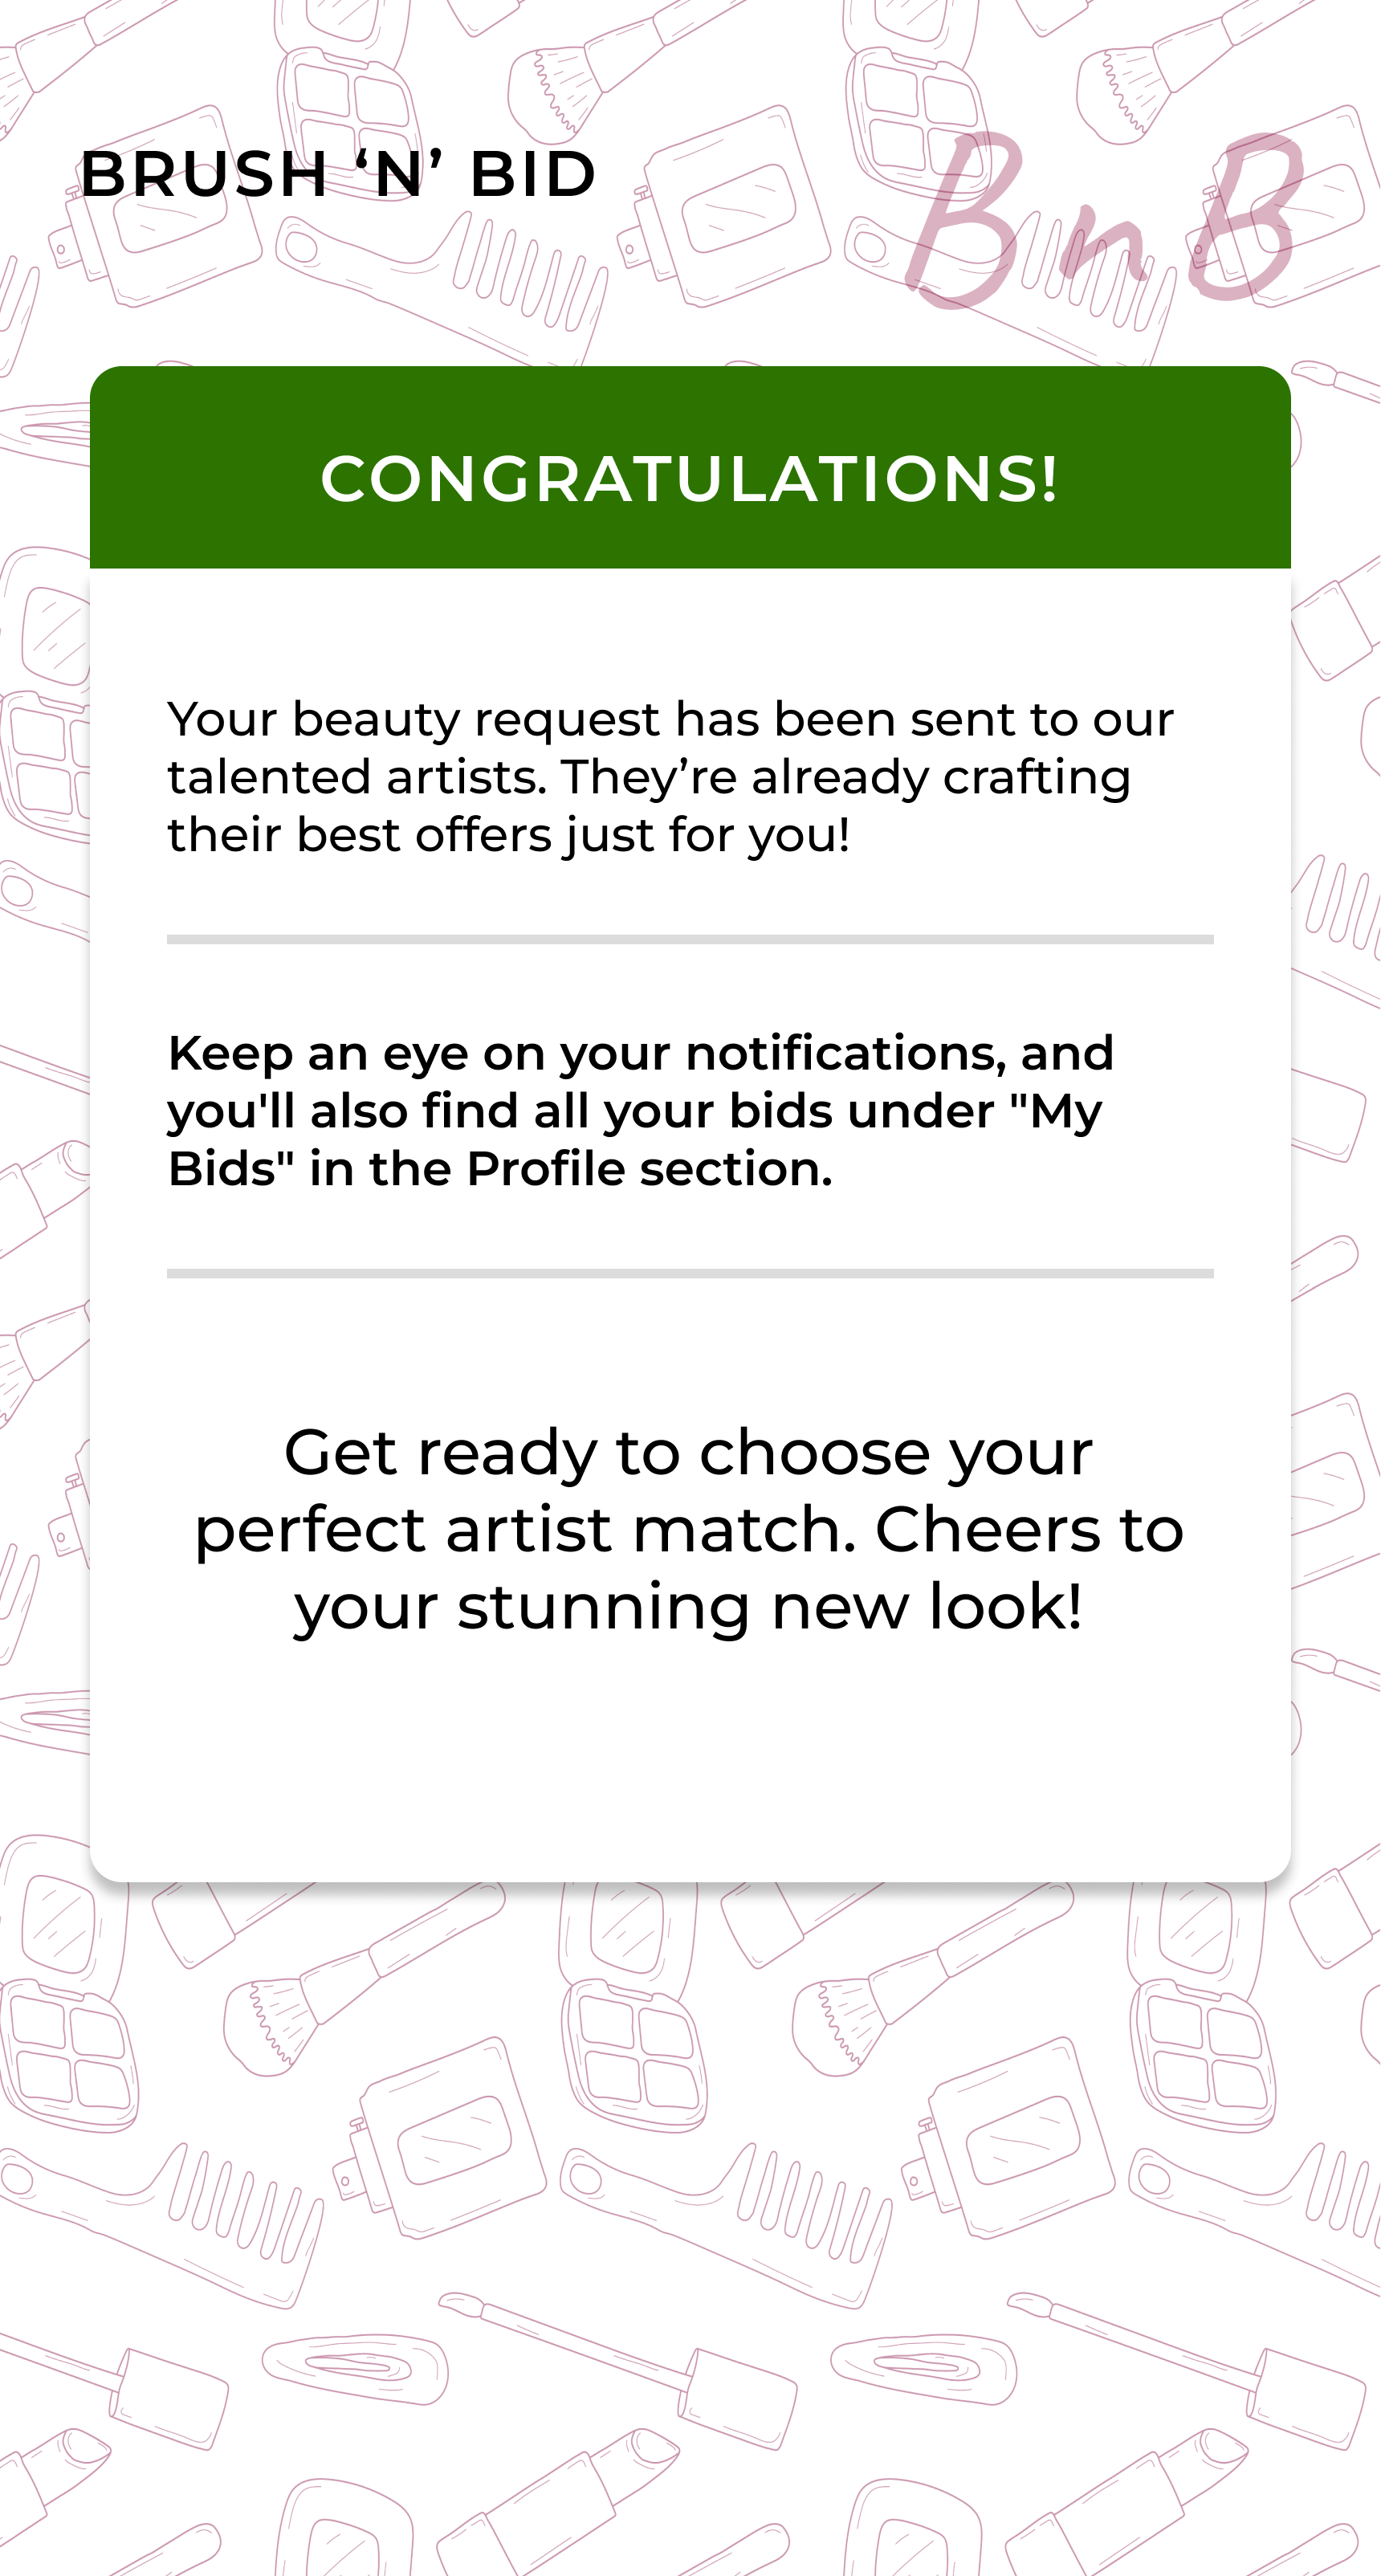 BRUSH ‘N’ BID
BnB
CONGRATULATIONS!
Your beauty request has been sent to our
talented artists. They’re already crafting
their best offers just for you!
Keep an eye on your notifications, and
you'll also find all your bids under "My
Bids" in the Profile section.
Get ready to choose your
perfect artist match. Cheers to
your stunning new look!